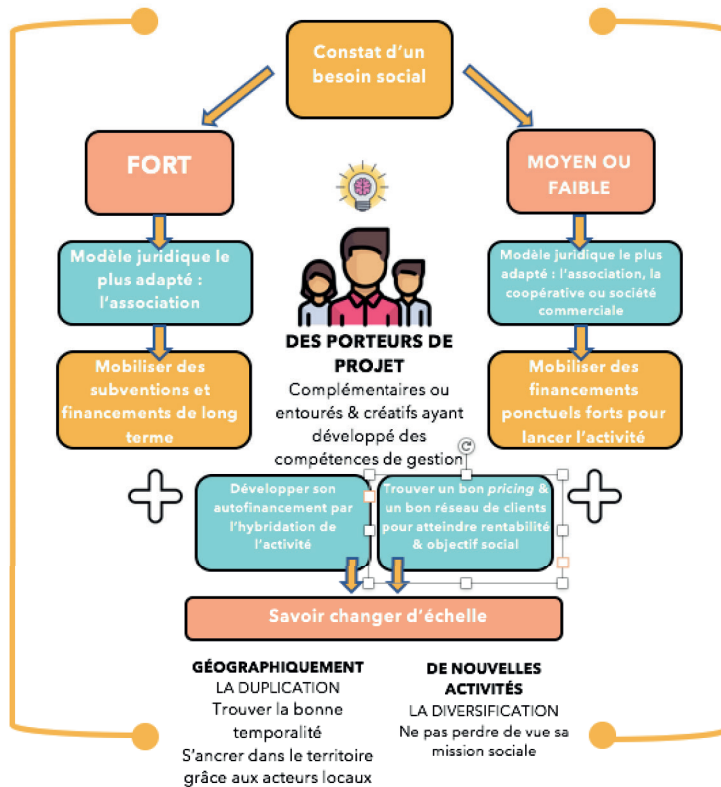 Constat d'un
besoin social
FORT
MOYEN OU
FAIBLE
Modèle juridique le
plus adapté :
l'association
Modèle juridique le plus
adapté : l'association, la
coopérative ou société
commerciale
Mobiliser des
subventions et
financements de long
terme
DES PORTEURS DE
PROJET
Complémentaires ou
entourés & créatifs ayant
développé des
compétences de gestion
Mobiliser des
financements
ponctuels forts pour
lancer l'activité
Développer son
autofinancement par
l'hybridation de
l'activité
Trouver un bon pricing &
un bon réseau de clients
pour atteindre rentabilité
& objectif social
Savoir changer d'échelle
GÉOGRAPHIQUEMENT
LA DUPLICATION
Trouver la bonne
temporalité
S'ancrer dans le territoire
grâce aux acteurs locaux
DE NOUVELLES
ACTIVITÉS
LA DIVERSIFICATION
Ne pas perdre de vue sa
mission sociale